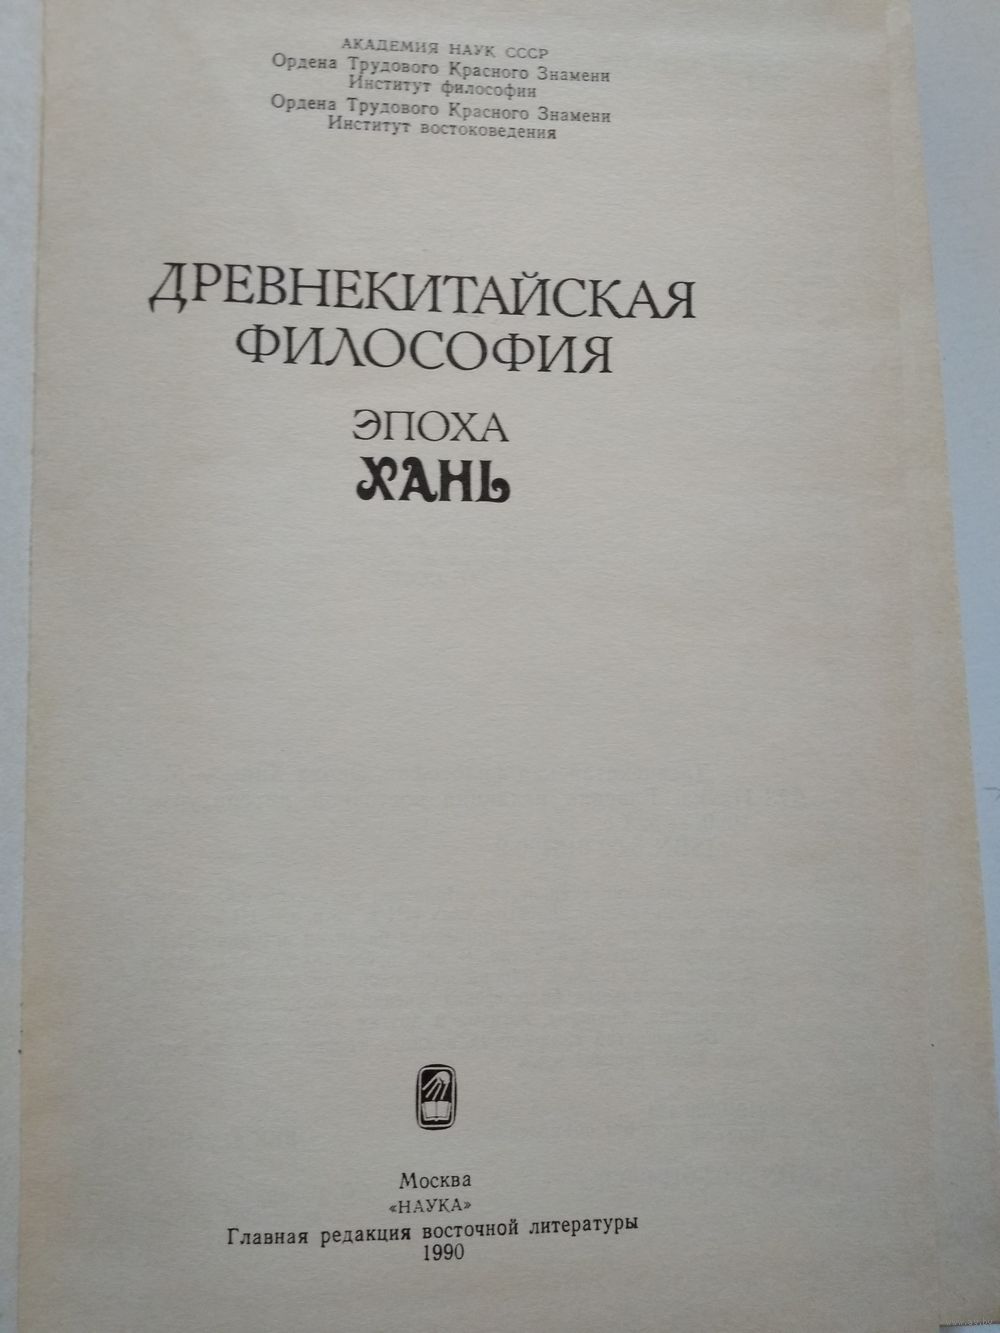 АКАДЕМИЯ НАУК СССР
Ордена Трудового Красного Знамени
Институт философии
Ордена Трудового Красного Знамени
Институт востоковедения
ДРЕВНЕКИТАЙСКАЯ
ФИЛОСОФИЯ
ЭПОХА
ХАНЬ
Москва
«НАУКА»
Главная редакция восточной литературы
1990